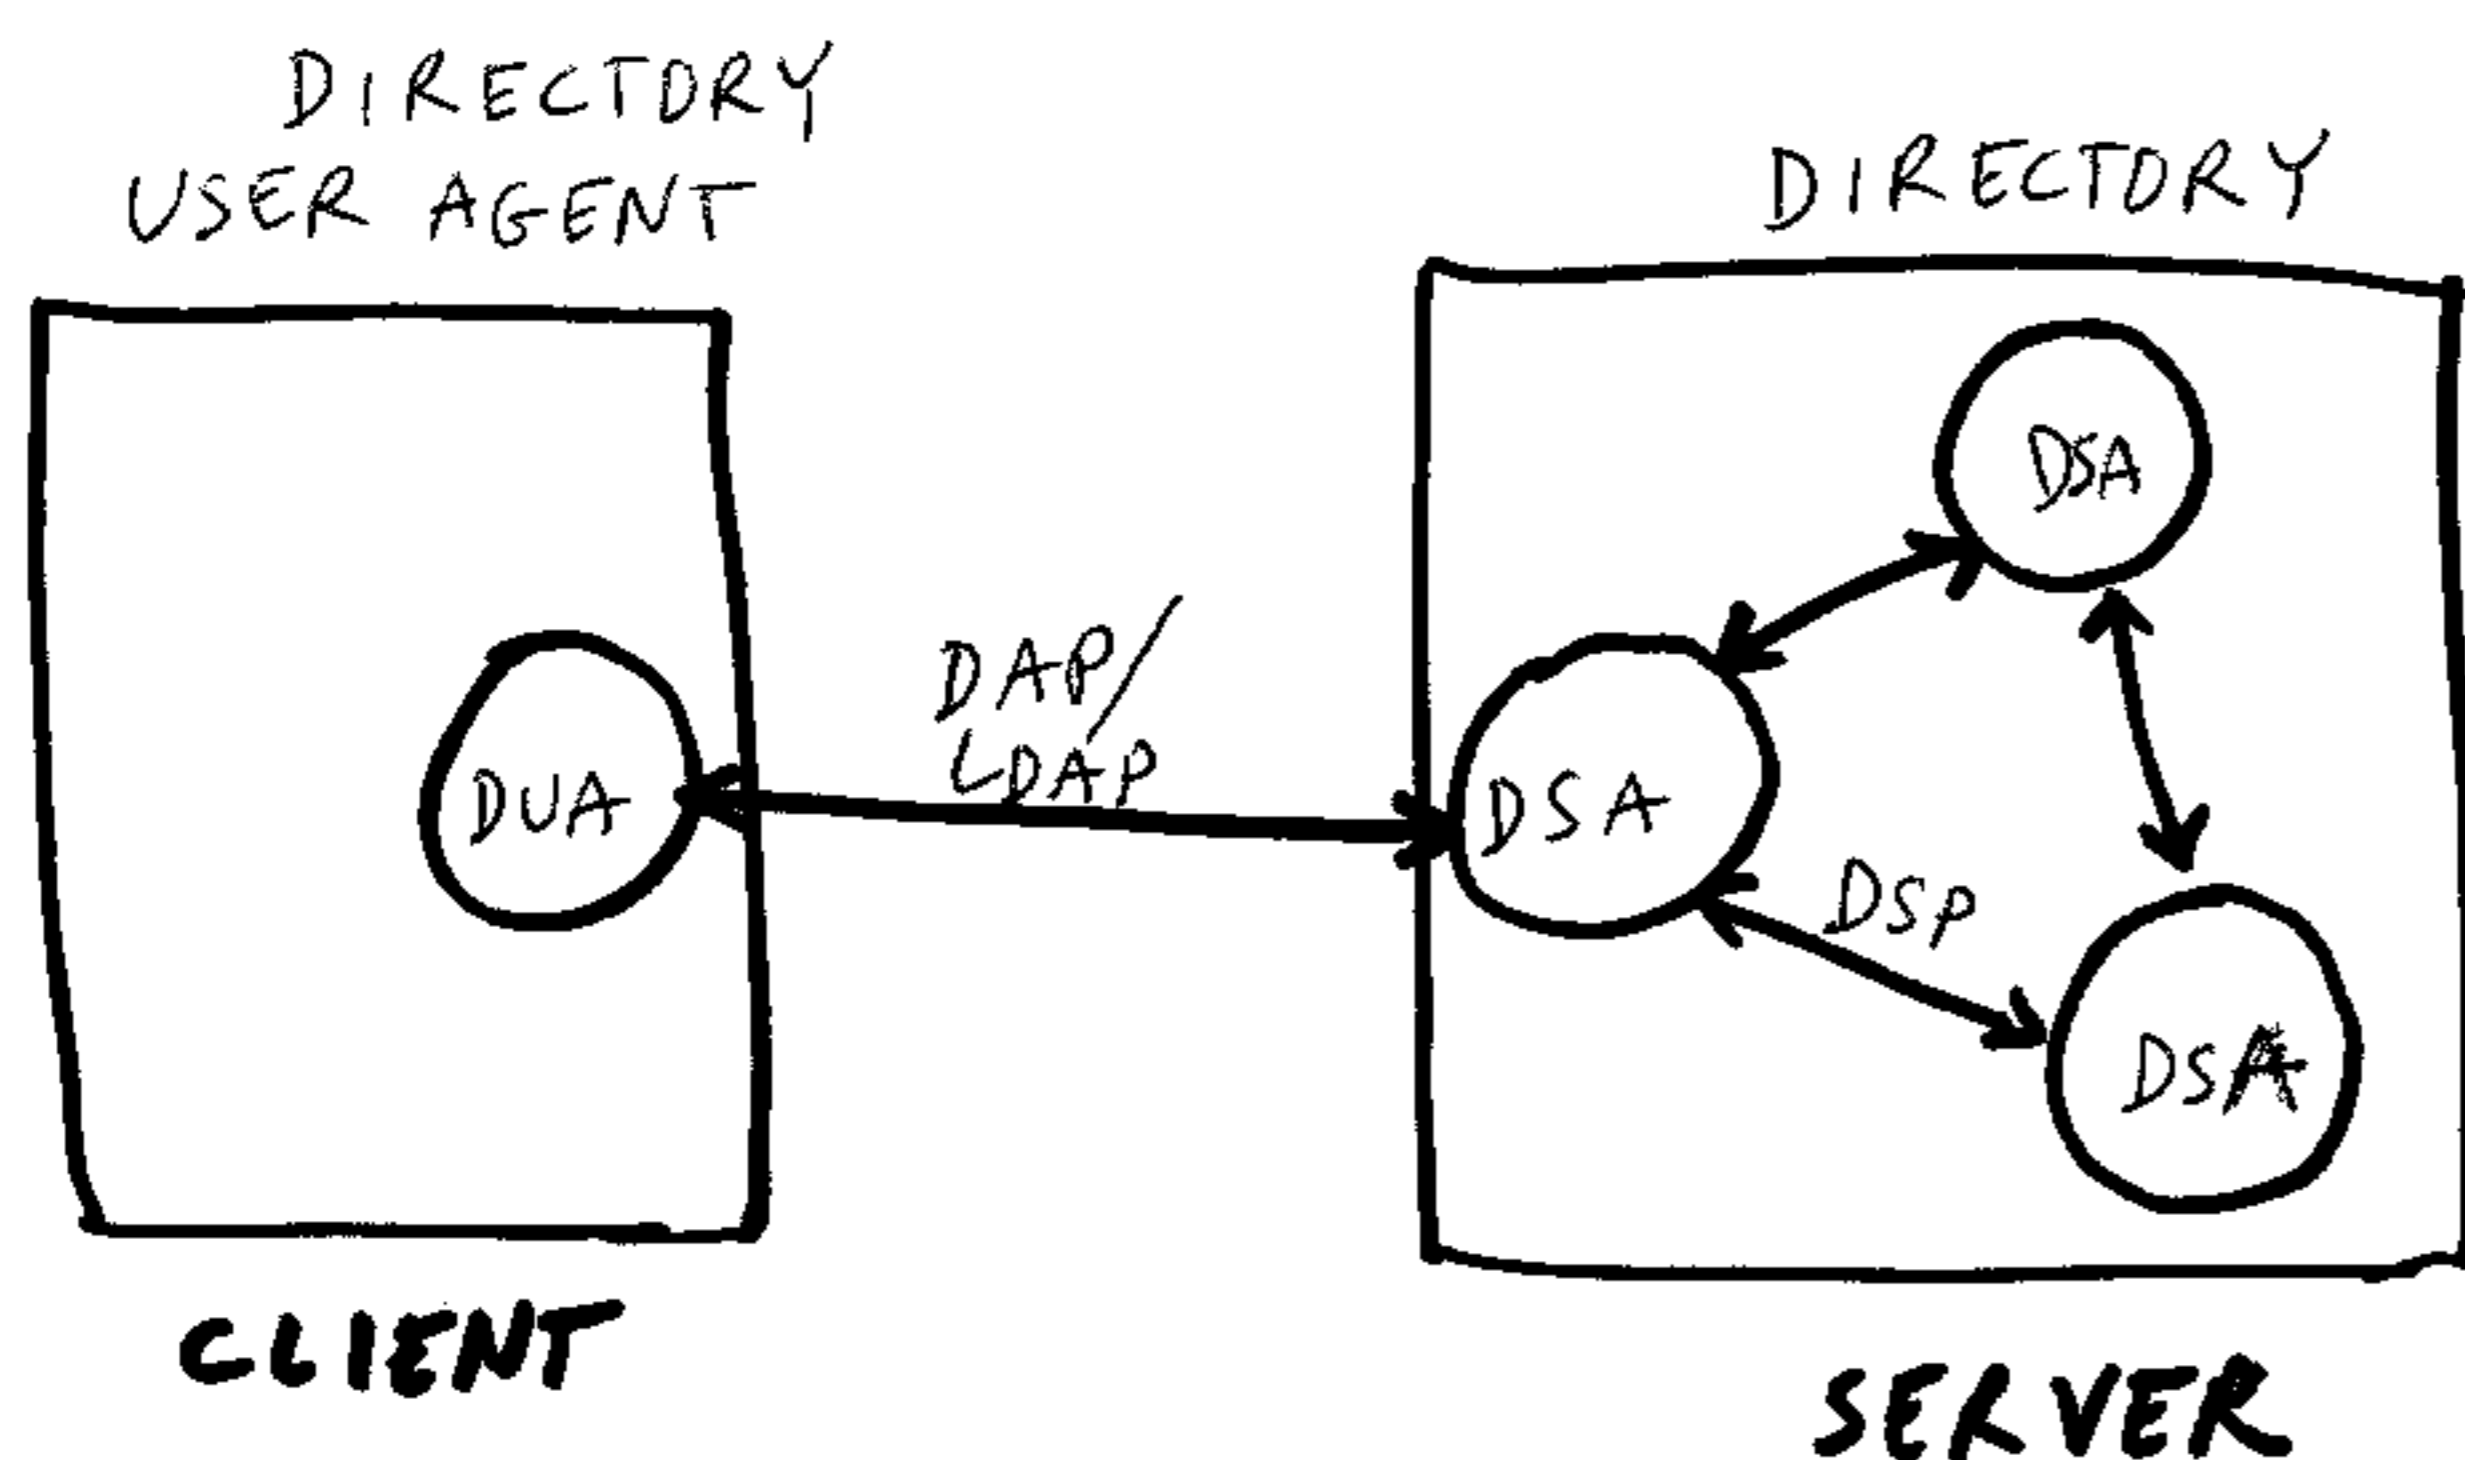 DIRECTORY
USER AGENT
DIRECTORY
DSA
DAP/
LDAP
DUA
DSA
DSP
DSA
CLIENT
SERVER